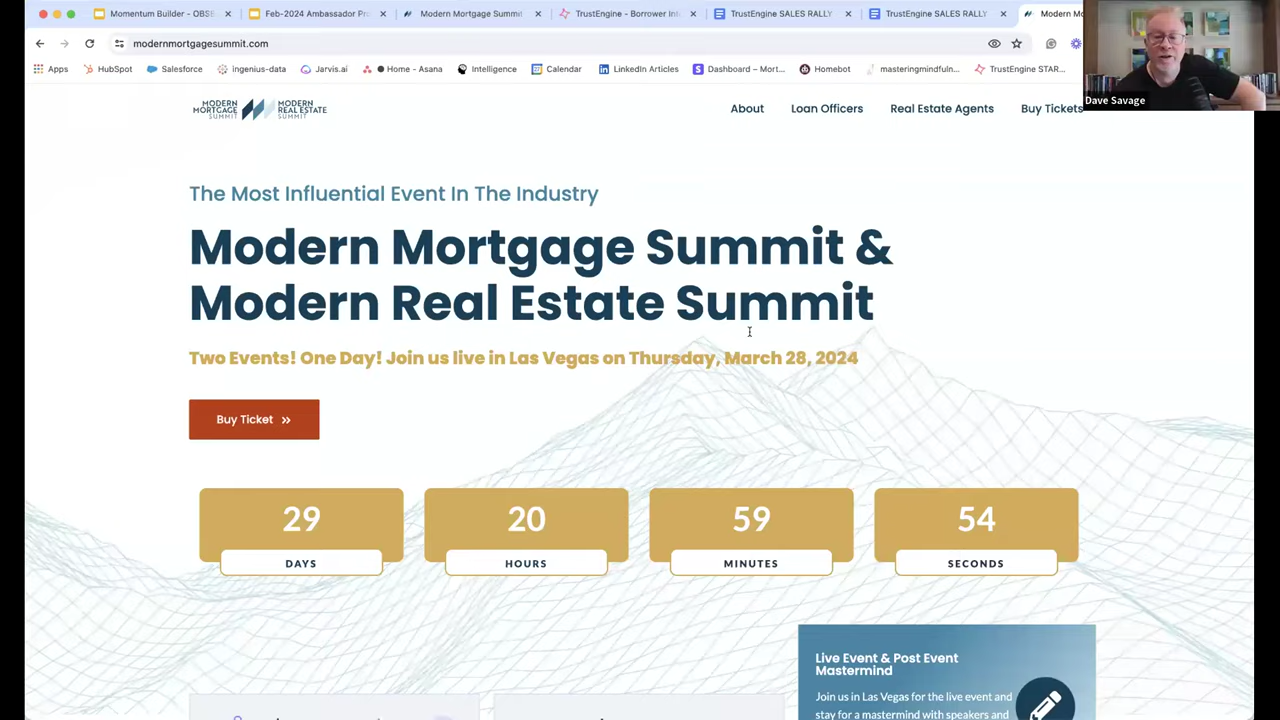 Momentum Builder - OBSE
Feb-2024 Ambassador Pr
Modern Mortgage Summit
TrustEngine - Borrower Int
TrustEngine SALES RALLY
TrustEngine SALES RALLY
Modern Mo
modernmortgagesummit.com
Apps
HubSpot
Salesforce
ingenius-data
Jarvis.ai
Home - Asana
Intelligence
Calendar
LinkedIn Articles
Dashboard – Mort...
Homebot
masteringmindfuln...
TrustEngine STAR...
Dave Savage
MODERN MORTGAGE SUMMIT
MODERN REAL ESTATE SUMMIT
About
Loan Officers
Real Estate Agents
Buy Tickets
The Most Influential Event In The Industry
Modern Mortgage Summit &
Modern Real Estate Summit
Two Events! One Day! Join us live in Las Vegas on Thursday, March 28, 2024
Buy Ticket »
29
20
59
54
DAYS
HOURS
MINUTES
SECONDS
Live Event & Post Event
Mastermind
Join us in Las Vegas for the live event and
stay for a mastermind with speakers and